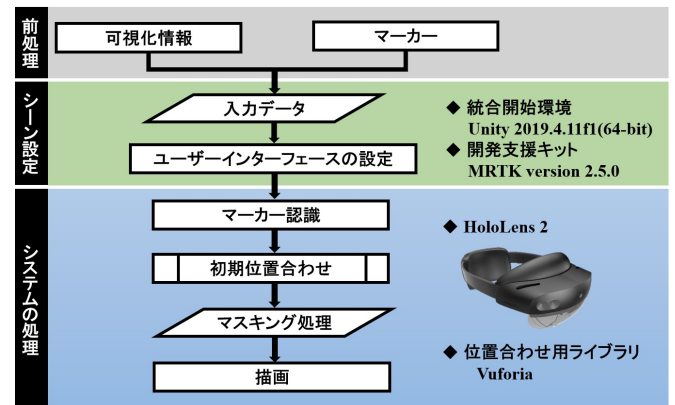 前処理
可視化情報
マーカー
シーン設定
入力データ
ユーザーインターフェースの設定
◆ 統合開始環境
Unity 2019.4.11f1(64-bit)
◆ 開発支援キット
MRTK version 2.5.0
システムの処理
マーカー認識
初期位置合わせ
マスキング処理
描画
◆ HoloLens 2
◆ 位置合わせ用ライブラリ
Vuforia